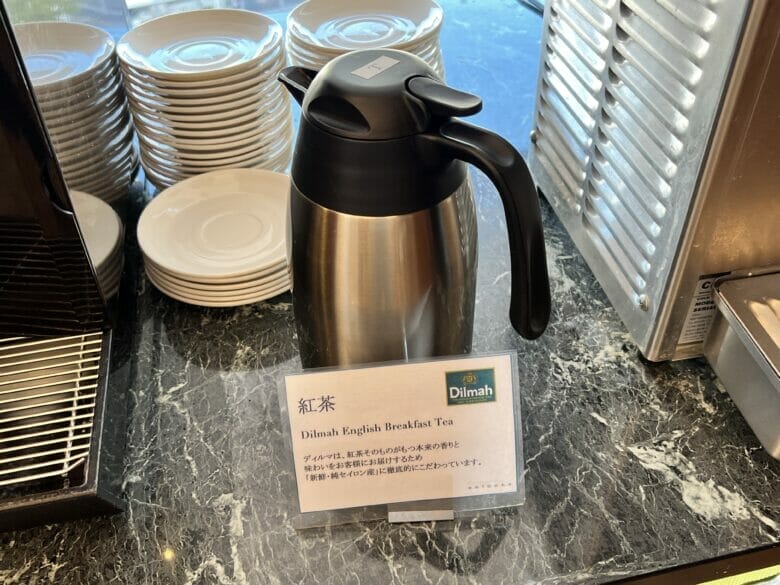 紅茶
Dilmah
Dilmah English Breakfast Tea
ディルマは、紅茶そのものがもつ本来の香りと
味わいをお客様にお届けするため
「新鮮・純セイロン産」に徹底的にこだわっています。
MODE
SERIAL